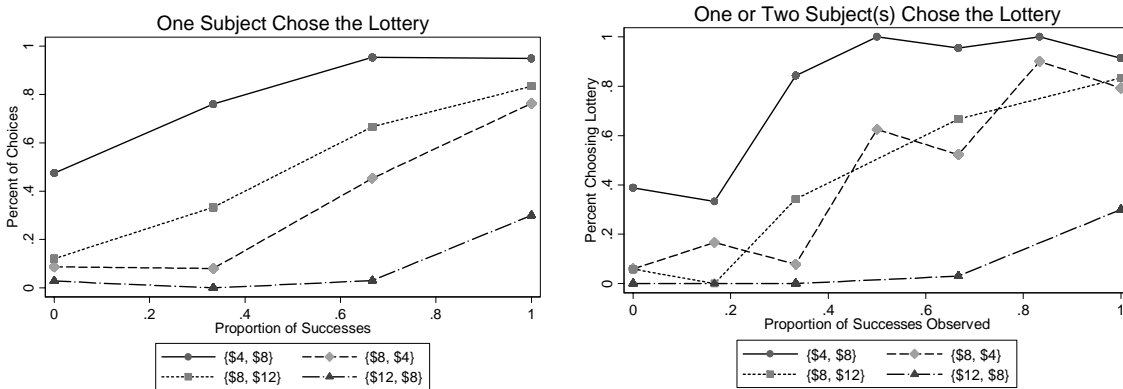 One Subject Chose the Lottery
Percent of Choices
1
.8
.6
.4
.2
0
0 .2 .4 .6 .8 1
Proportion of Successes
{$4, $8} {$8, $4}
{$8, $12} {$12, $8}
One or Two Subject(s) Chose the Lottery
Percent Choosing Lottery
1
.8
.6
.4
.2
0
0 .2 .4 .6 .8 1
Proportion of Successes Observed
{$4, $8} {$8, $4}
{$8, $12} {$12, $8}